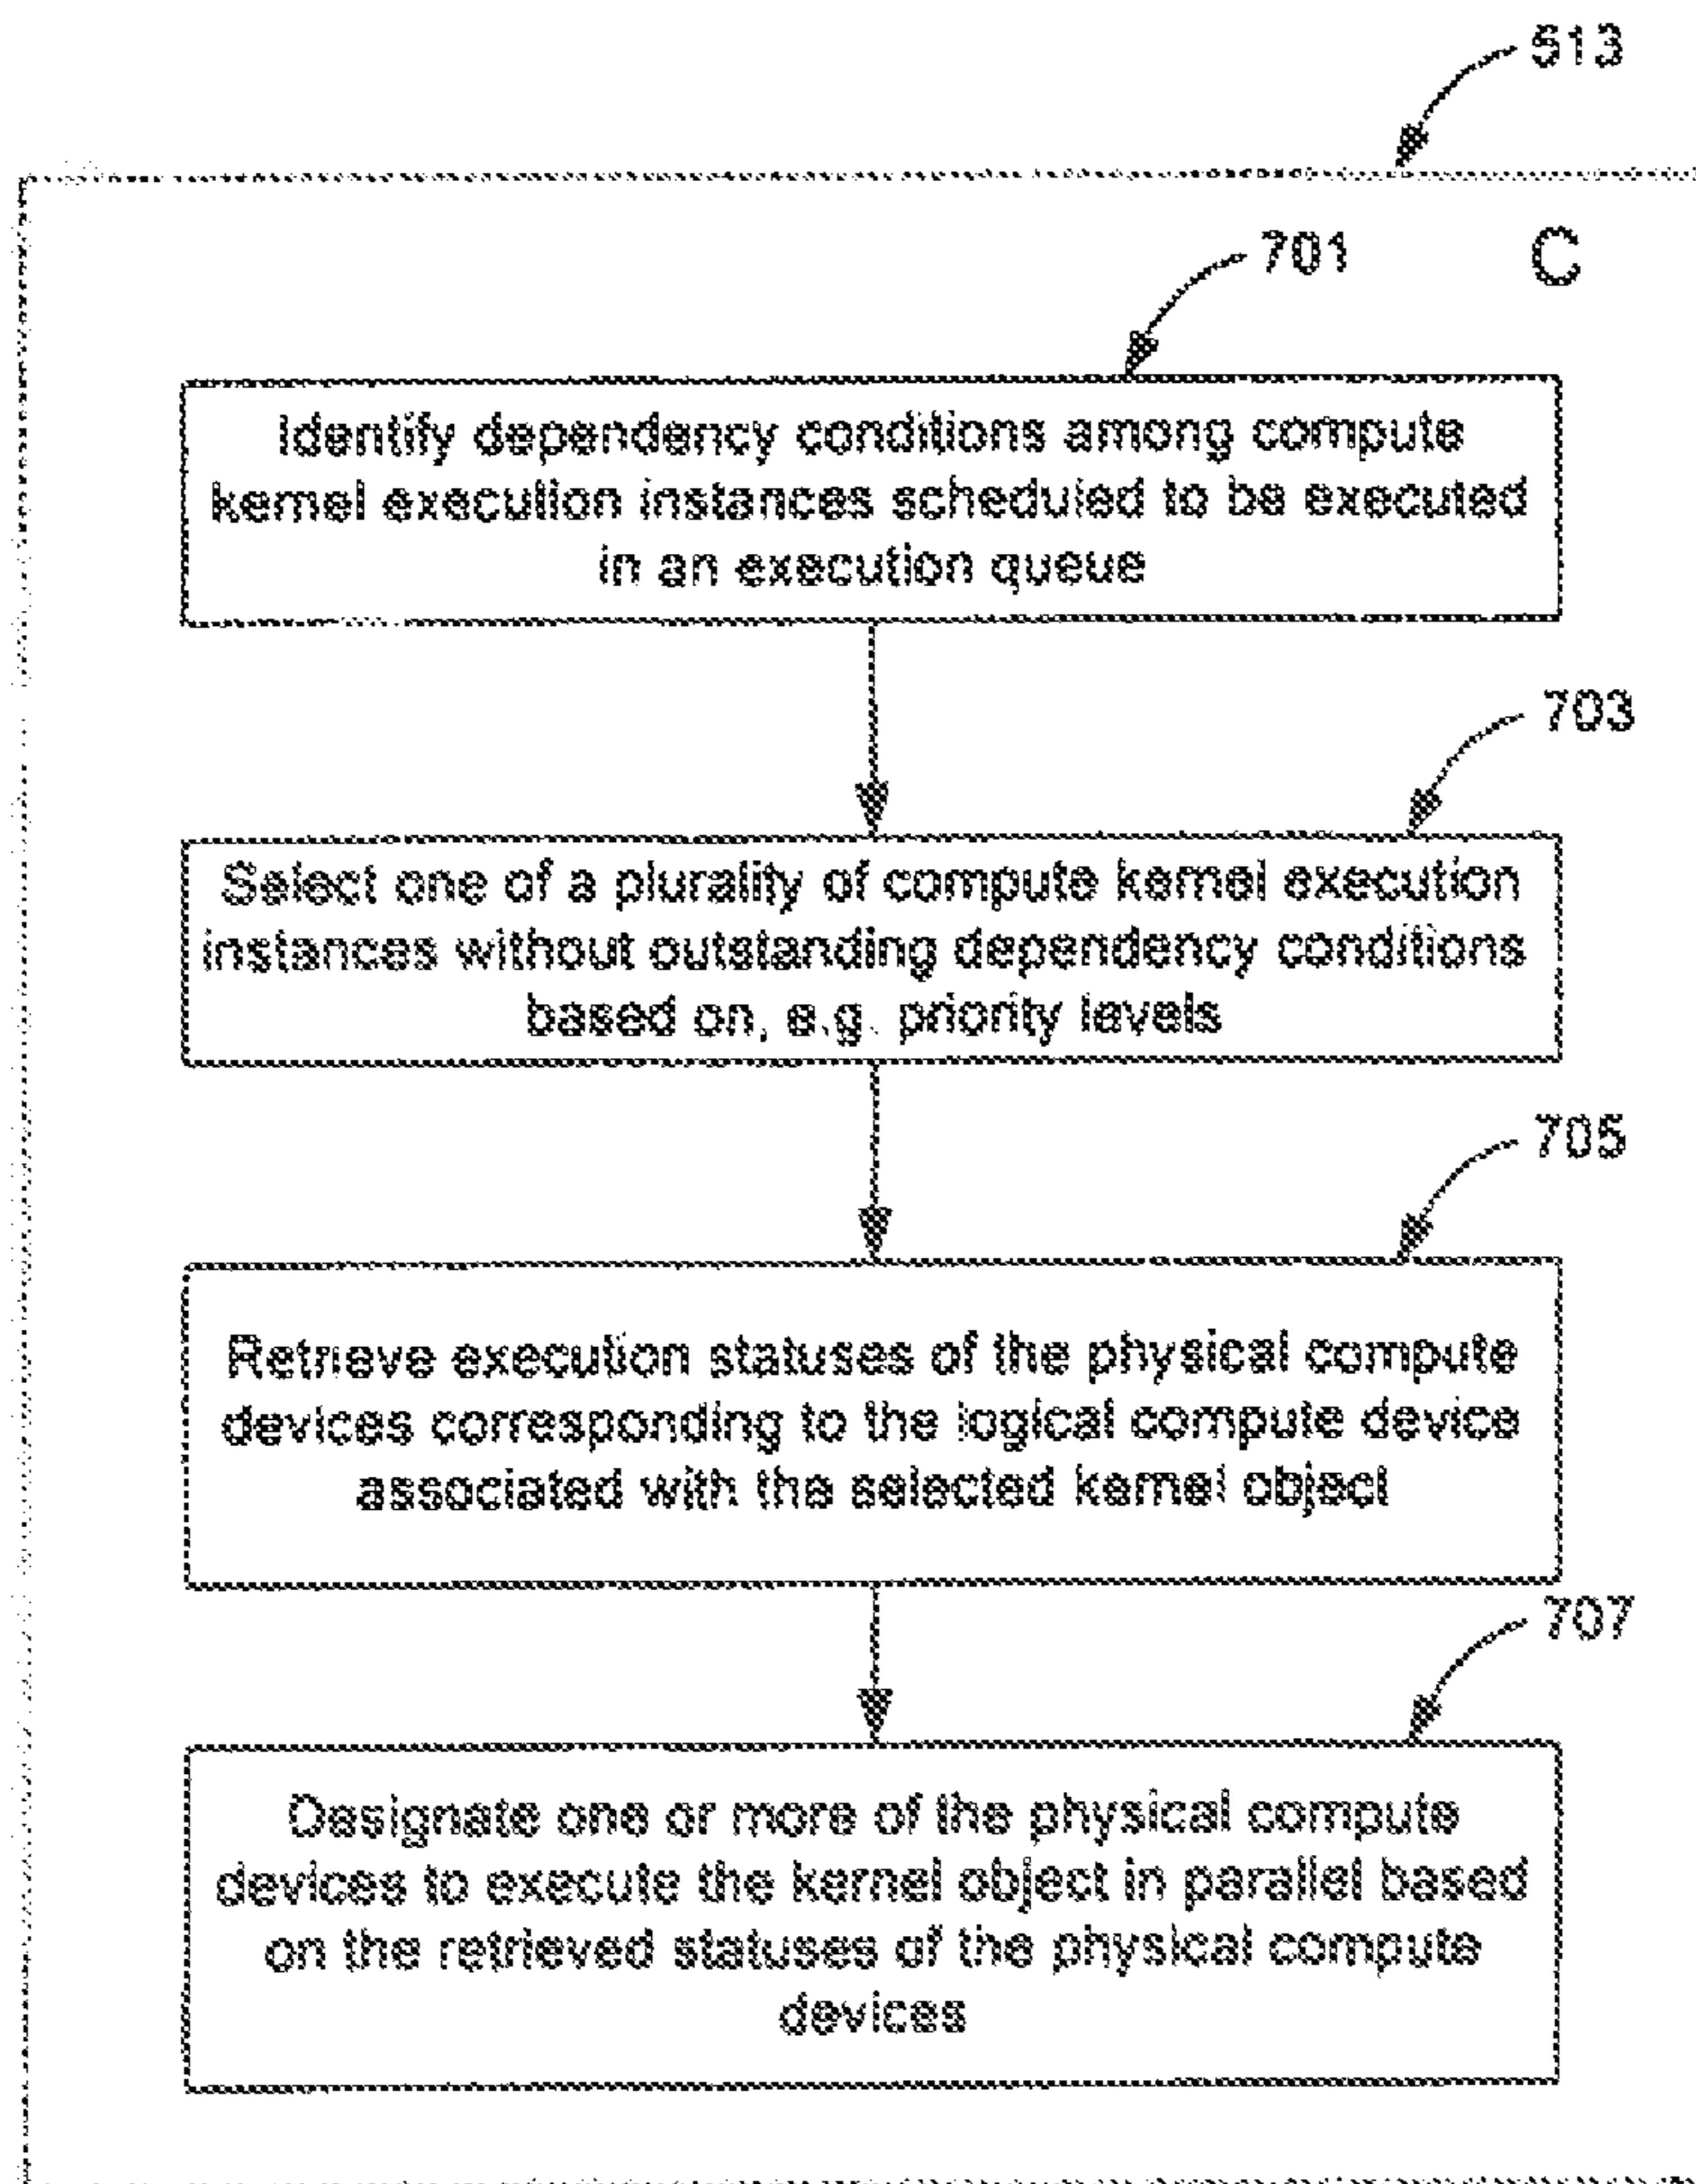 513
701
C
Identify dependency conditions among compute
kernel execution instances scheduled to be executed
in an execution queue
703
Select one of a plurality of compute kernel execution
instances without outstanding dependency conditions
based on, e.g. priority levels
705
Retrieve execution statuses of the physical compute
devices corresponding to the logical compute device
associated with the selected kernel object
707
Designate one or more of the physical compute
devices to execute the kernel object in parallel based
on the retrieved statuses of the physical compute
devices